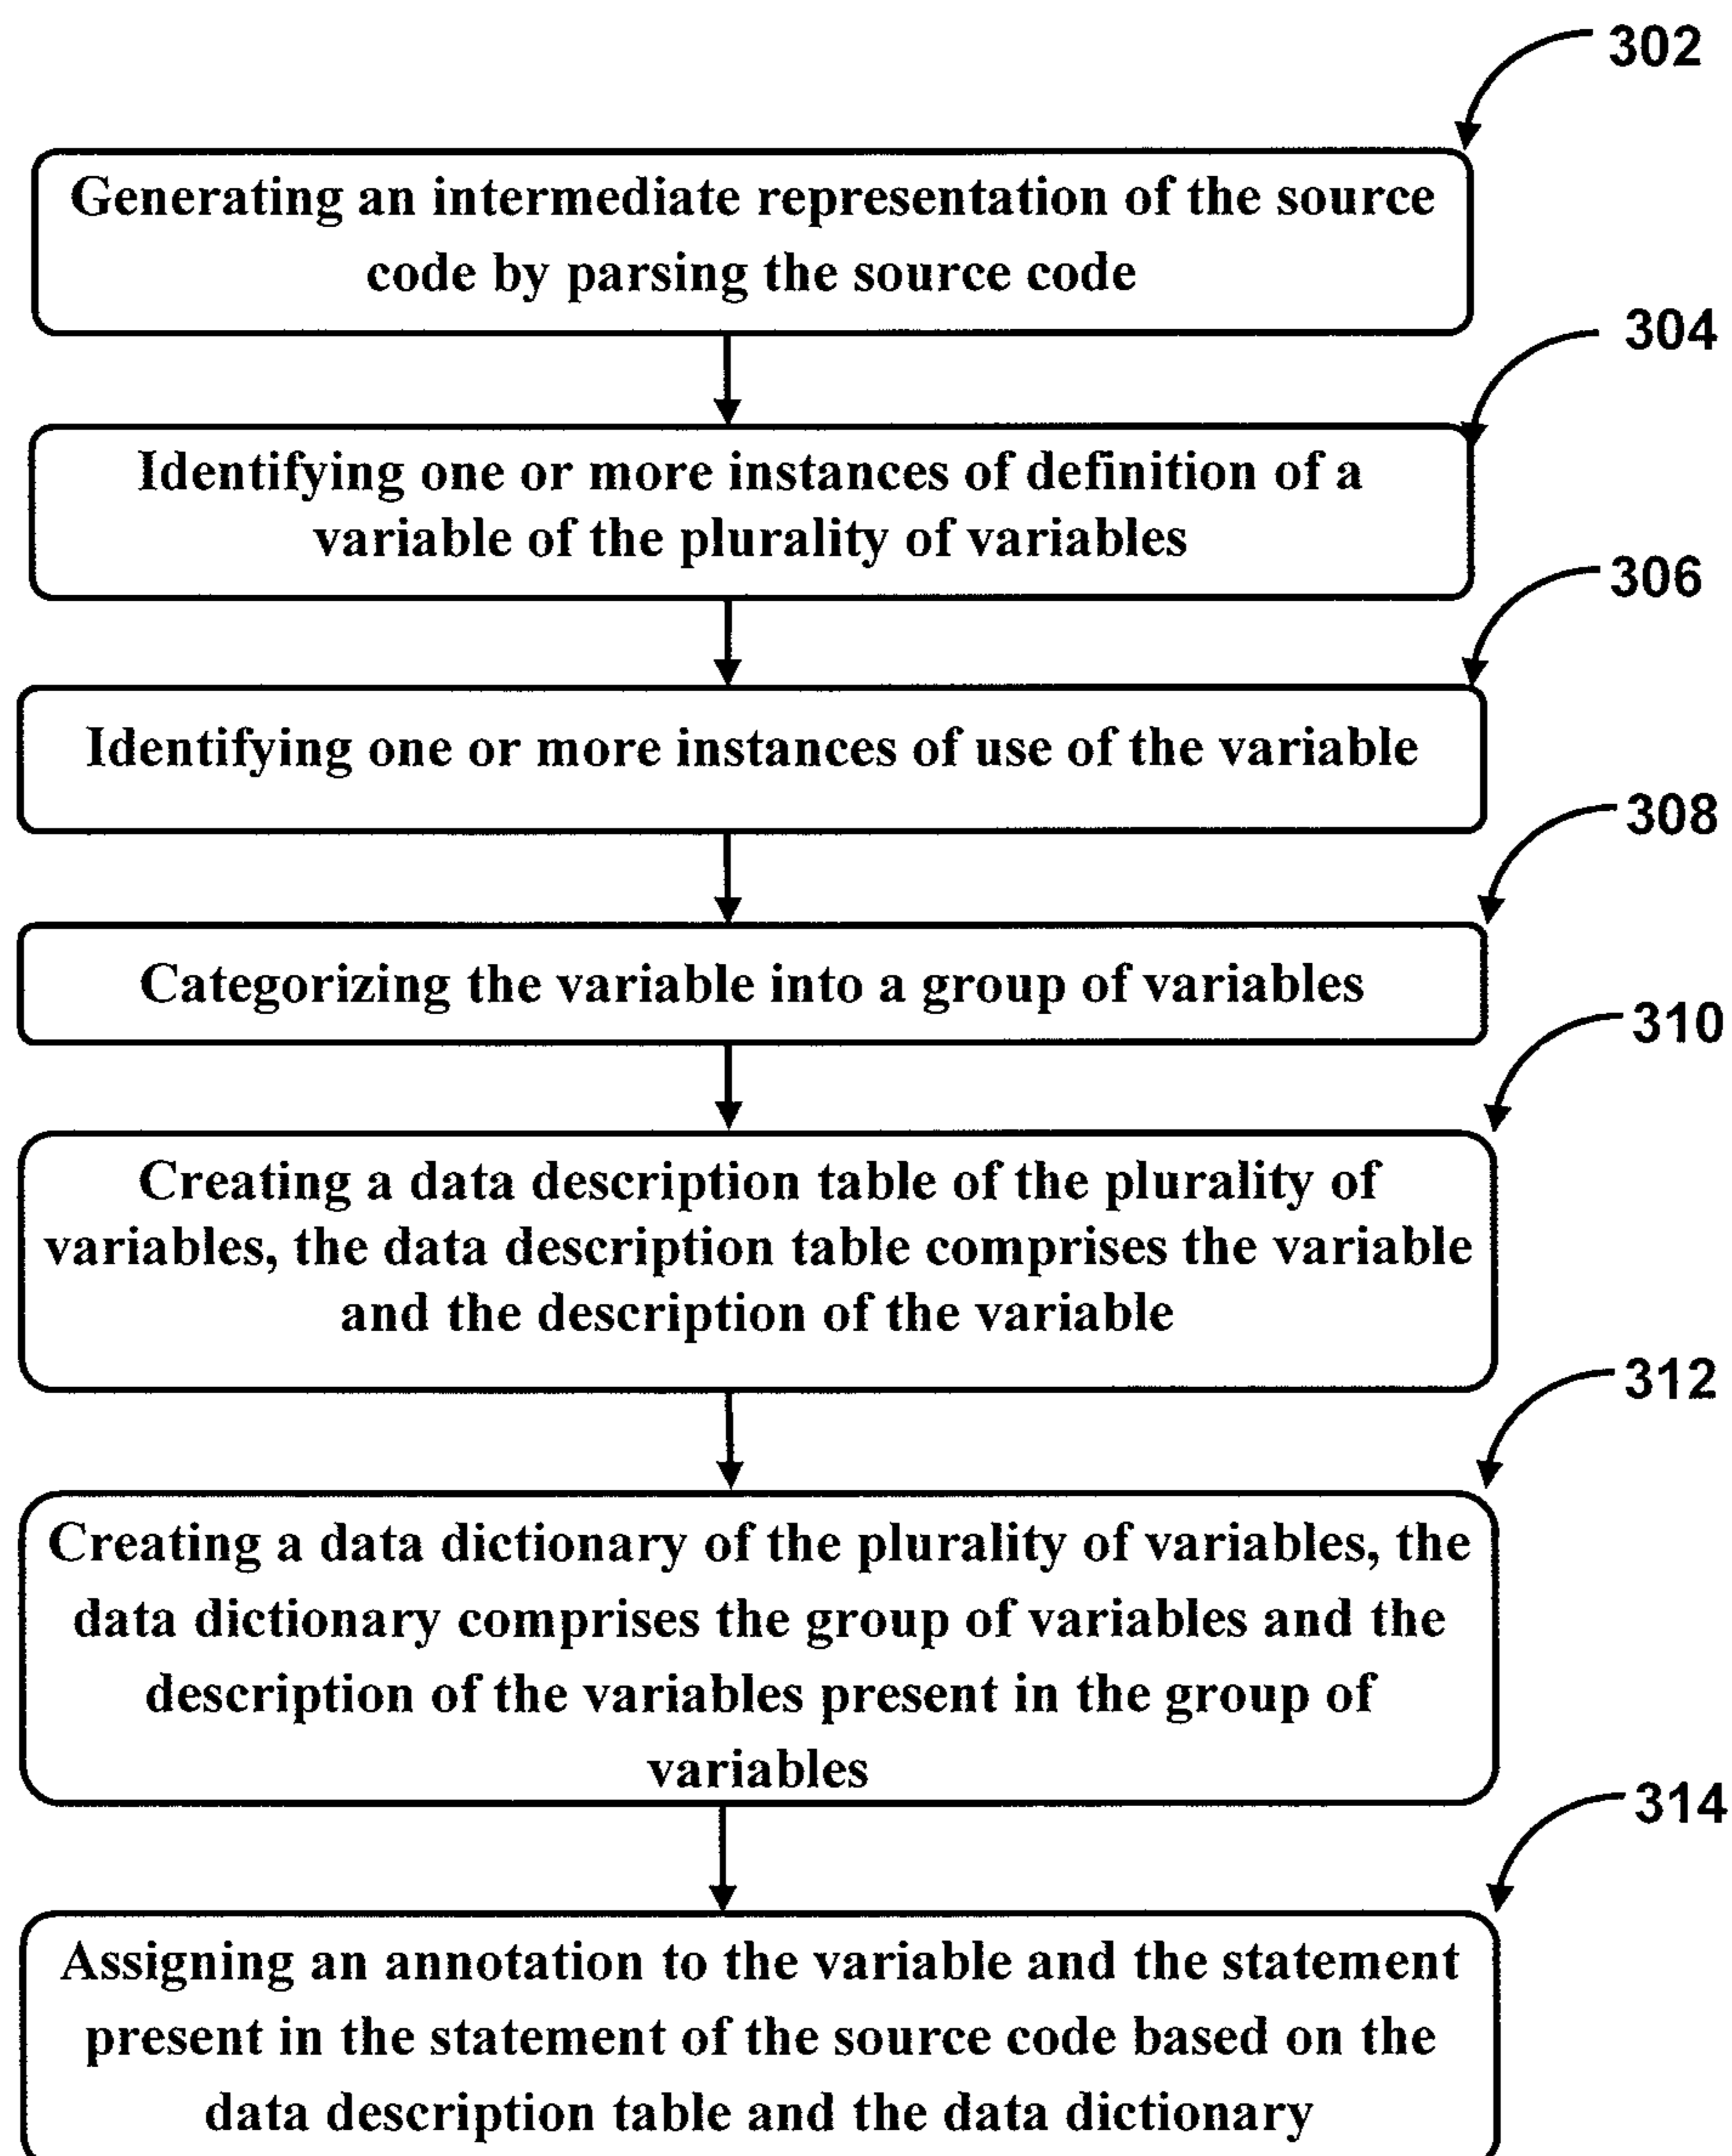 302
Generating an intermediate representation of the source
code by parsing the source code
304
Identifying one or more instances of definition of a
variable of the plurality of variables
306
Identifying one or more instances of use of the variable
308
Categorizing the variable into a group of variables
310
Creating a data description table of the plurality of
variables, the data description table comprises the variable
and the description of the variable
312
Creating a data dictionary of the plurality of variables, the
data dictionary comprises the group of variables and the
description of the variables present in the group of
variables
314
Assigning an annotation to the variable and the statement
present in the statement of the source code based on the
data description table and the data dictionary